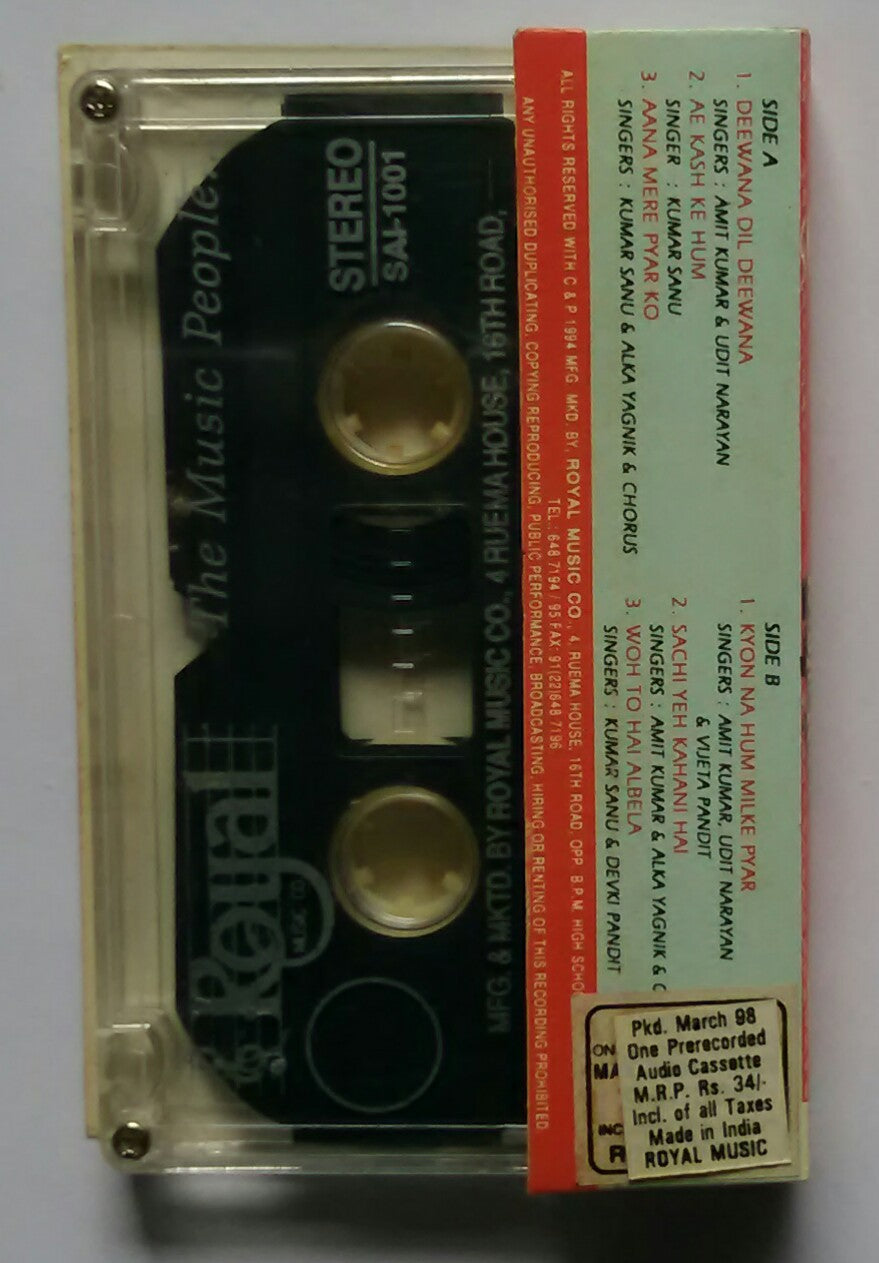 SIDE A
1. DEEWANA DIL DEEWANA
SINGERS : AMIT KUMAR & UDIT NARAYAN
2. AE KASH KE HUM
SINGER : KUMAR SANU
3. AANA MERE PYAR KO
SINGERS : KUMAR SANU & ALKA YAGNIK & CHORUS
SIDE B
1. KYON NA HUM MILKE PYAR
SINGERS : AMIT KUMAR, UDIT NARAYAN
& VIJETA PANDIT
2. SACHI YEH KAHANI HAI
SINGERS : AMIT KUMAR & ALKA YAGNIK & C
3. WOH TO HAI ALBELA
SINGERS : KUMAR SANU & DEVKI PANDIT
ALL RIGHTS RESERVED WITH C & P 1994 MFG. MKD. BY. ROYAL MUSIC CO., 4, RUEMA HOUSE, 16TH ROAD, OPP. B.P.M. HIGH SCHO
TEL.: 648 7194 / 95 FAX: 91(22)648 7196
ANY UNAUTHORISED DUPLICATING, COPYING REPRODUCING, PUBLIC PERFORMANCE, BROADCASTING, HIRING OR RENTING OF THIS RECORDING PROHIBITED.
Pkd. March 98
One Prerecorded
Audio Cassette
M.R.P. Rs. 34/-
Incl. of all Taxes
Made in India
ROYAL MUSIC
ON
MA
INC
R
The Music People.
Royal
MUSIC CO.
STEREO
SAI-1001
MFG. & MKTD. BY ROYAL MUSIC CO., 4 RUEMA HOUSE, 16TH ROAD,